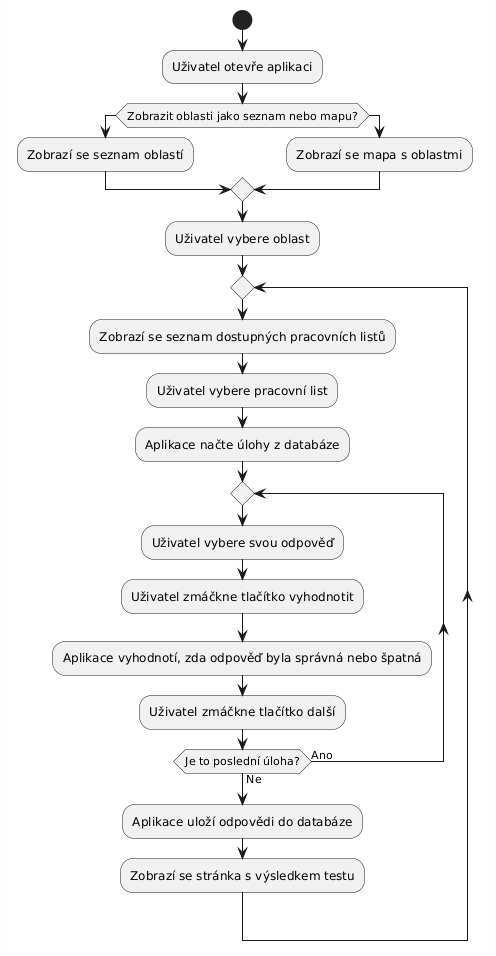 Uživatel otevře aplikaci
Zobrazit oblasti jako seznam nebo mapu?
Zobrazí se seznam oblastí
Zobrazí se mapa s oblastmi
Uživatel vybere oblast
Zobrazí se seznam dostupných pracovních listů
Uživatel vybere pracovní list
Aplikace načte úlohy z databáze
Uživatel vybere svou odpověď
Uživatel zmáčkne tlačítko vyhodnotit
Aplikace vyhodnotí, zda odpověď byla správná nebo špatná
Uživatel zmáčkne tlačítko další
Je to poslední úloha?
Ano
Ne
Aplikace uloží odpovědi do databáze
Zobrazí se stránka s výsledkem testu